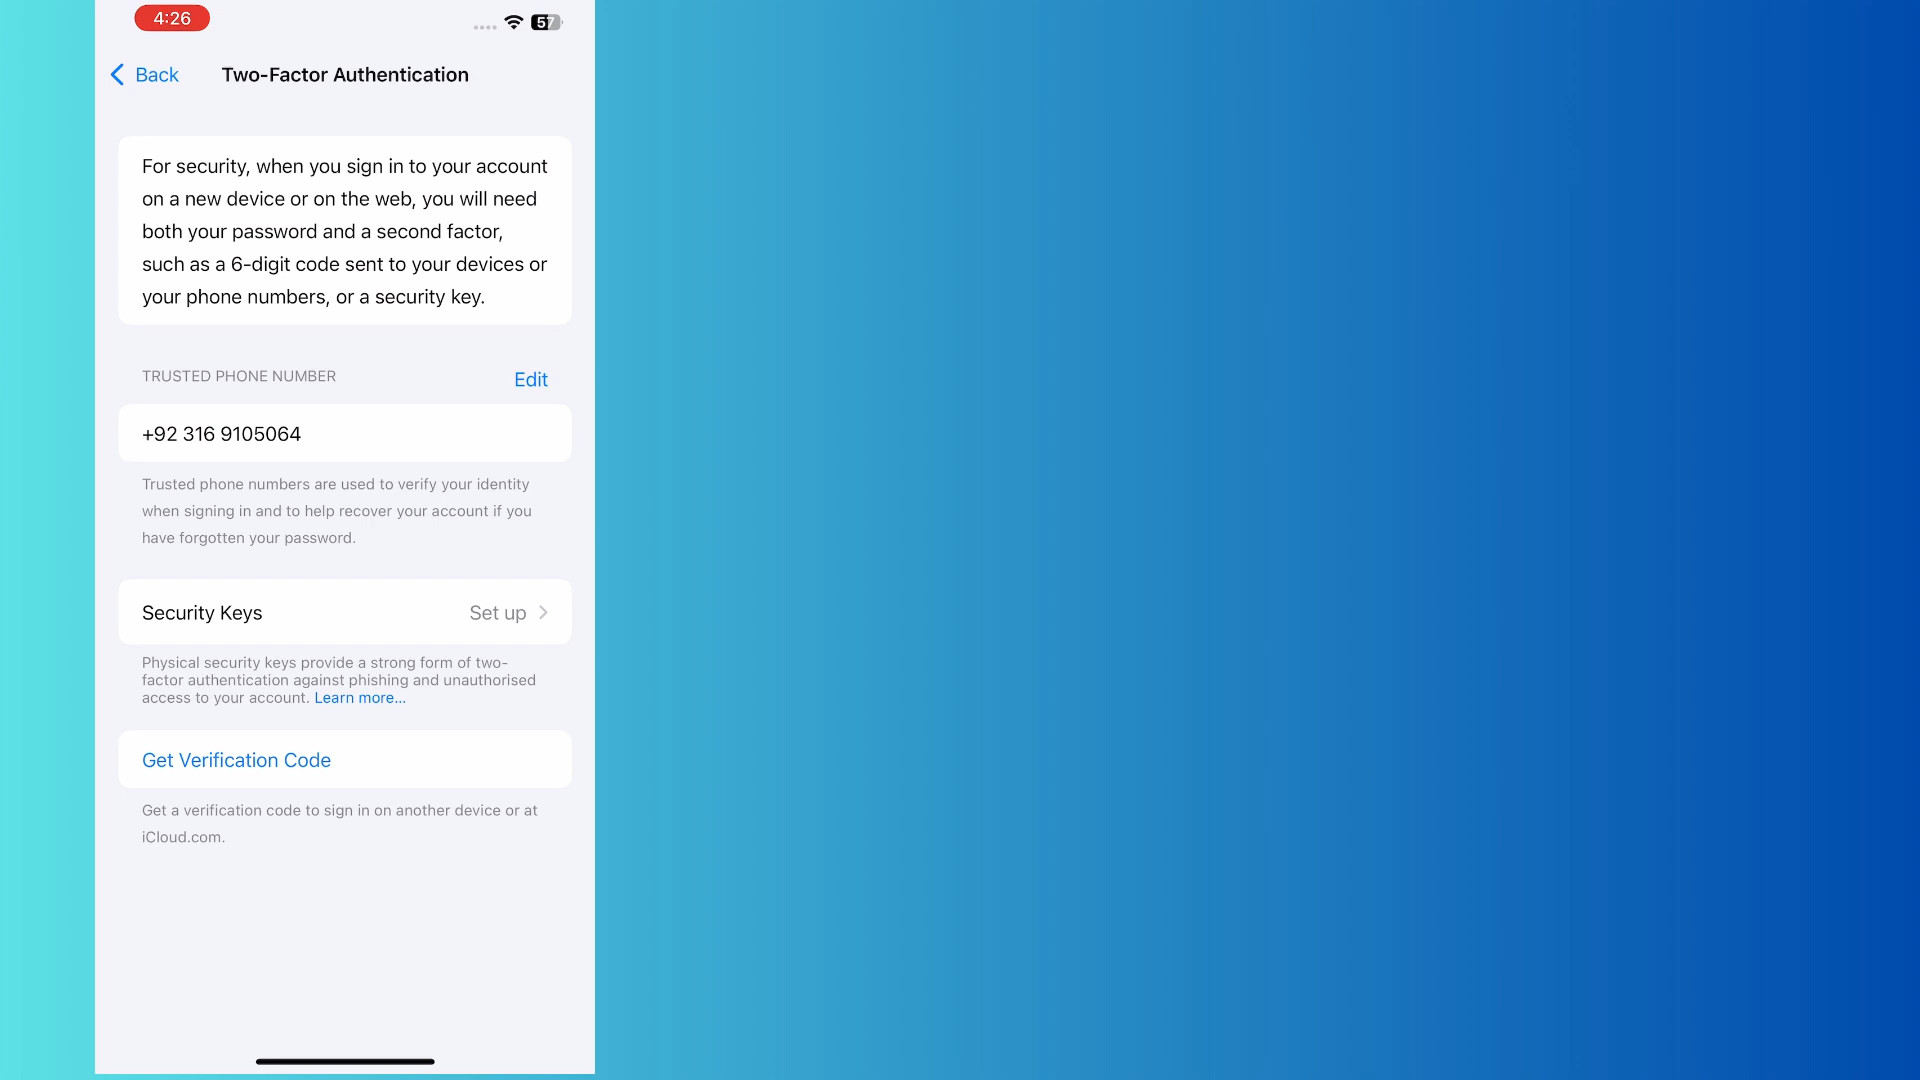 4:26
57
Back
Two-Factor Authentication
For security, when you sign in to your account
on a new device or on the web, you will need
both your password and a second factor,
such as a 6-digit code sent to your devices or
your phone numbers, or a security key.
TRUSTED PHONE NUMBER
Edit
+92 316 9105064
Trusted phone numbers are used to verify your identity
when signing in and to help recover your account if you
have forgotten your password.
Security Keys
Set up
Physical security keys provide a strong form of two-
factor authentication against phishing and unauthorised
access to your account. Learn more...
Get Verification Code
Get a verification code to sign in on another device or at
iCloud.com.